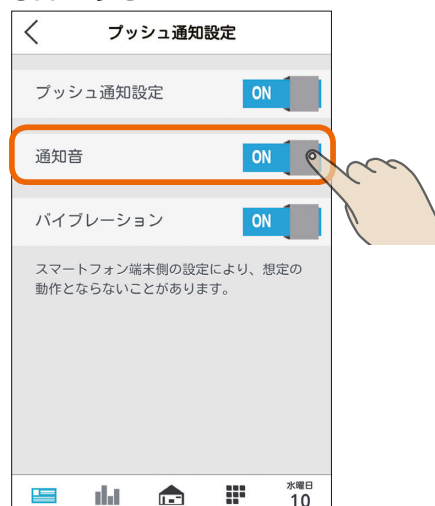 プッシュ通知設定
プッシュ通知設定 ON
通知音 ON
バイブレーション ON
スマートフォン端末側の設定により、想定の
動作とならないことがあります。
水曜日
10